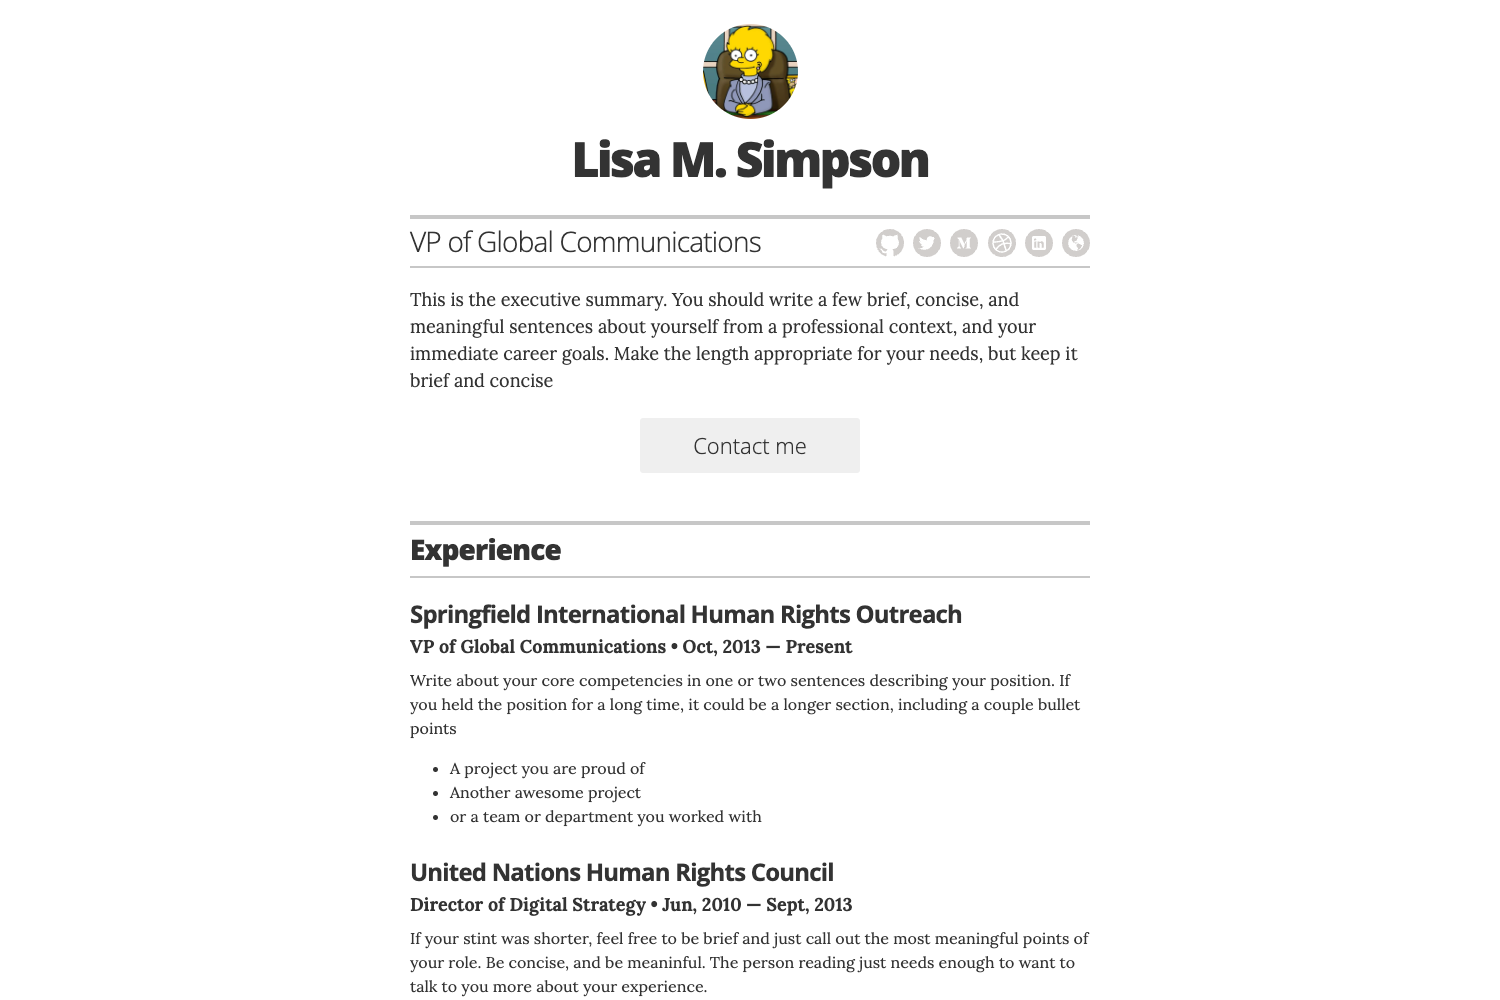 Lisa M. Simpson
VP of Global Communications
This is the executive summary. You should write a few brief, concise, and
meaningful sentences about yourself from a professional context, and your
immediate career goals. Make the length appropriate for your needs, but keep it
brief and concise
Contact me
Experience
Springfield International Human Rights Outreach
VP of Global Communications • Oct, 2013 — Present
Write about your core competencies in one or two sentences describing your position. If
you held the position for a long time, it could be a longer section, including a couple bullet
points
• A project you are proud of
• Another awesome project
• or a team or department you worked with
United Nations Human Rights Council
Director of Digital Strategy • Jun, 2010 — Sept, 2013
If your stint was shorter, feel free to be brief and just call out the most meaningful points of
your role. Be concise, and be meaninful. The person reading just needs enough to want to
talk to you more about your experience.